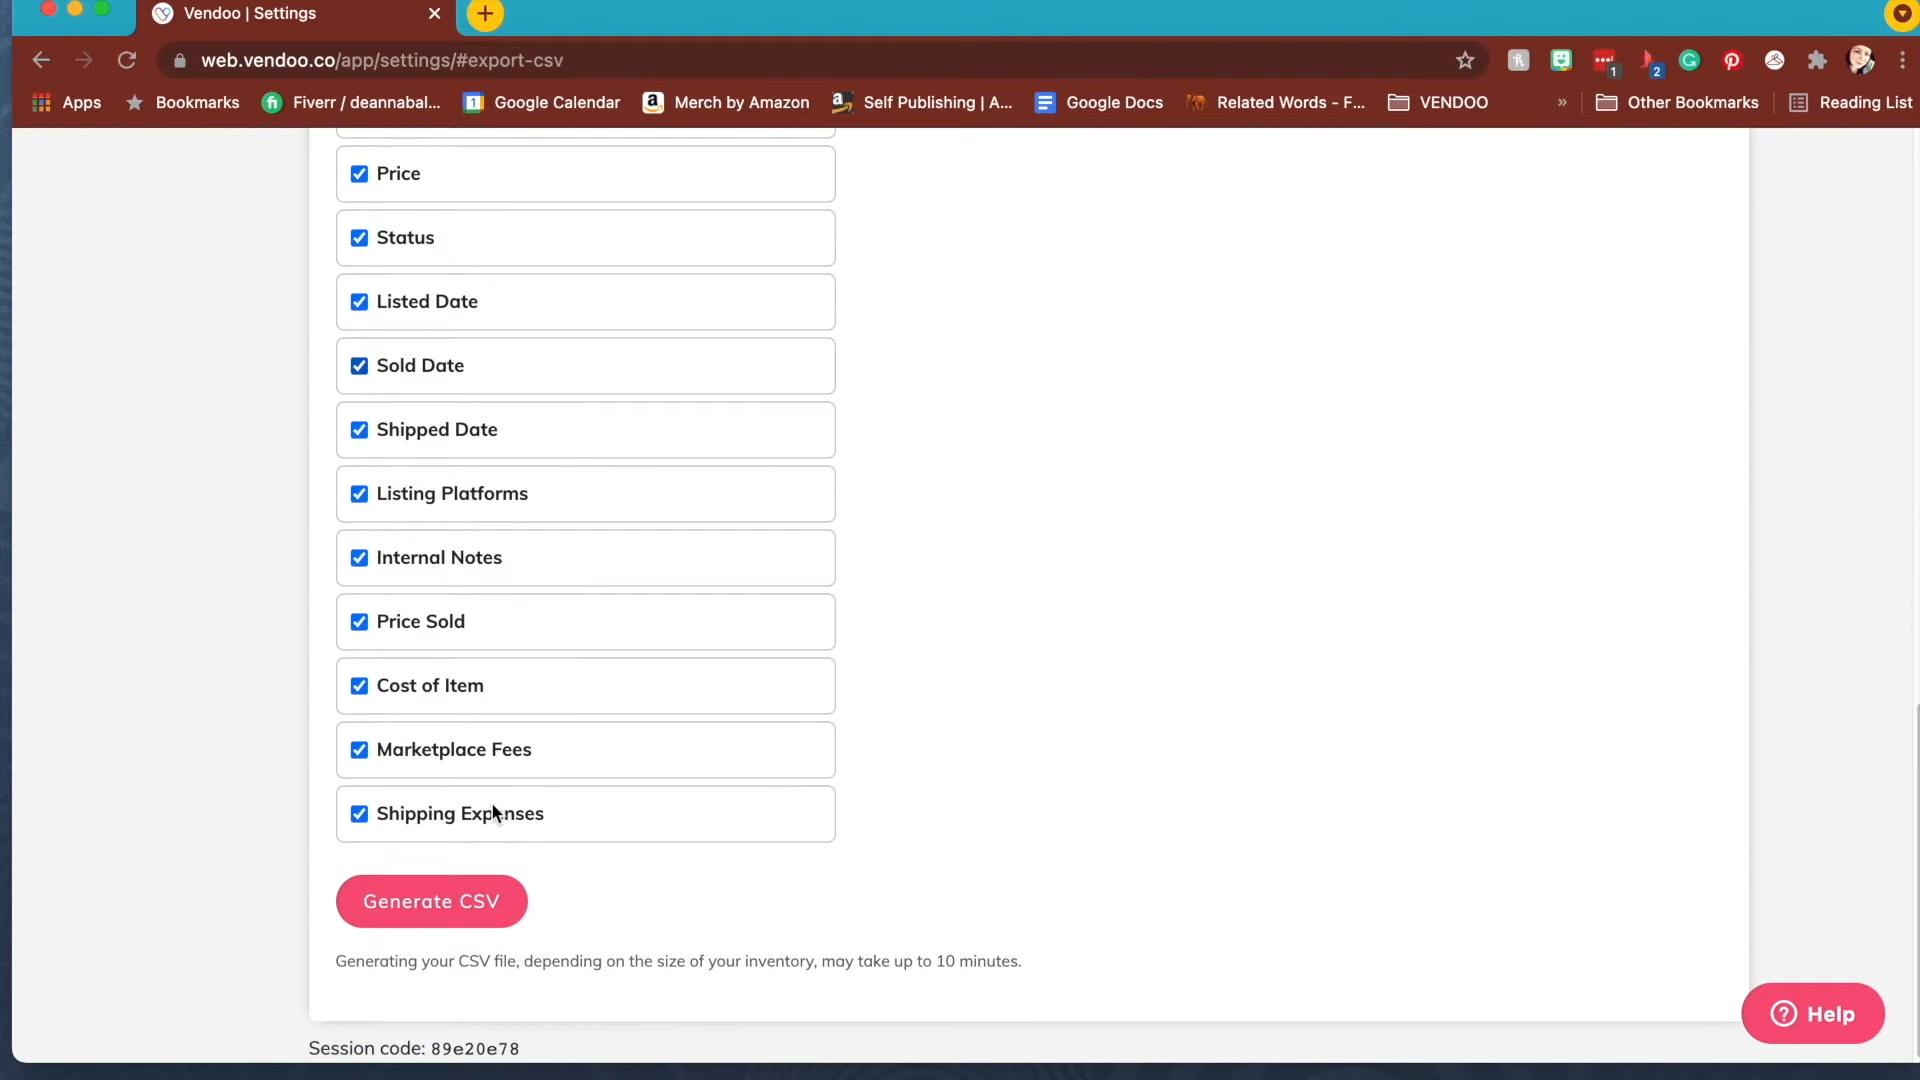 Vendoo | Settings
web.vendoo.co/app/settings/#export-csv
1
2
Apps
Bookmarks
Fiverr / deannabal...
Google Calendar
Merch by Amazon
Self Publishing | A...
Google Docs
Related Words - F...
VENDOO
»
Other Bookmarks
Reading List
Price
Status
Listed Date
Sold Date
Shipped Date
Listing Platforms
Internal Notes
Price Sold
Cost of Item
Marketplace Fees
Shipping Expenses
Generate CSV
Generating your CSV file, depending on the size of your inventory, may take up to 10 minutes.
Help
Session code: 89e20e78